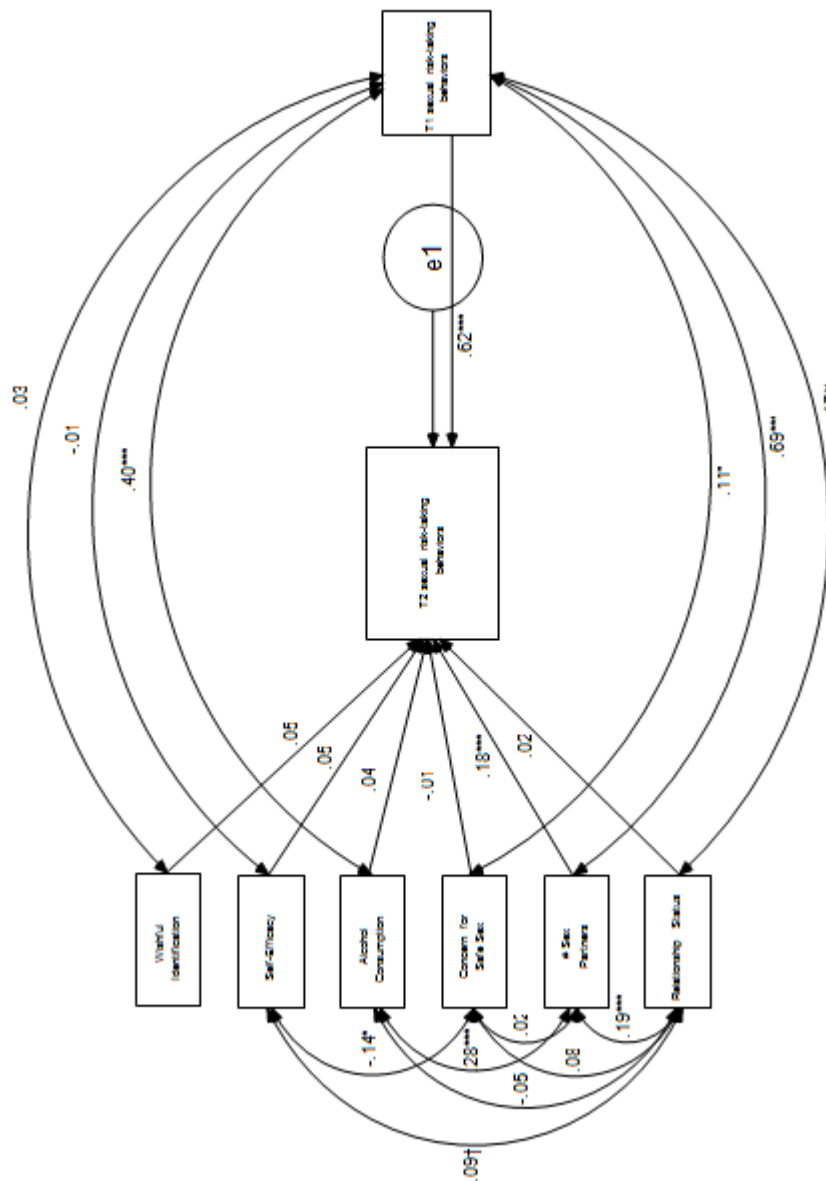 T1 sexual risk-taking
behaviors
e1
.62***
T2 sexual risk-taking
behaviors
.03
-.01
.40***
.11*
.69***
.05
.05
.04
-.01
.18***
.02
Wishful
Identification
Self-Efficacy
Alcohol
Consumption
Concern for
Safe Sex
# Sex
Partners
Relationship Status
-.14*
.28***
.02
.19***
-.05
.08
.09†